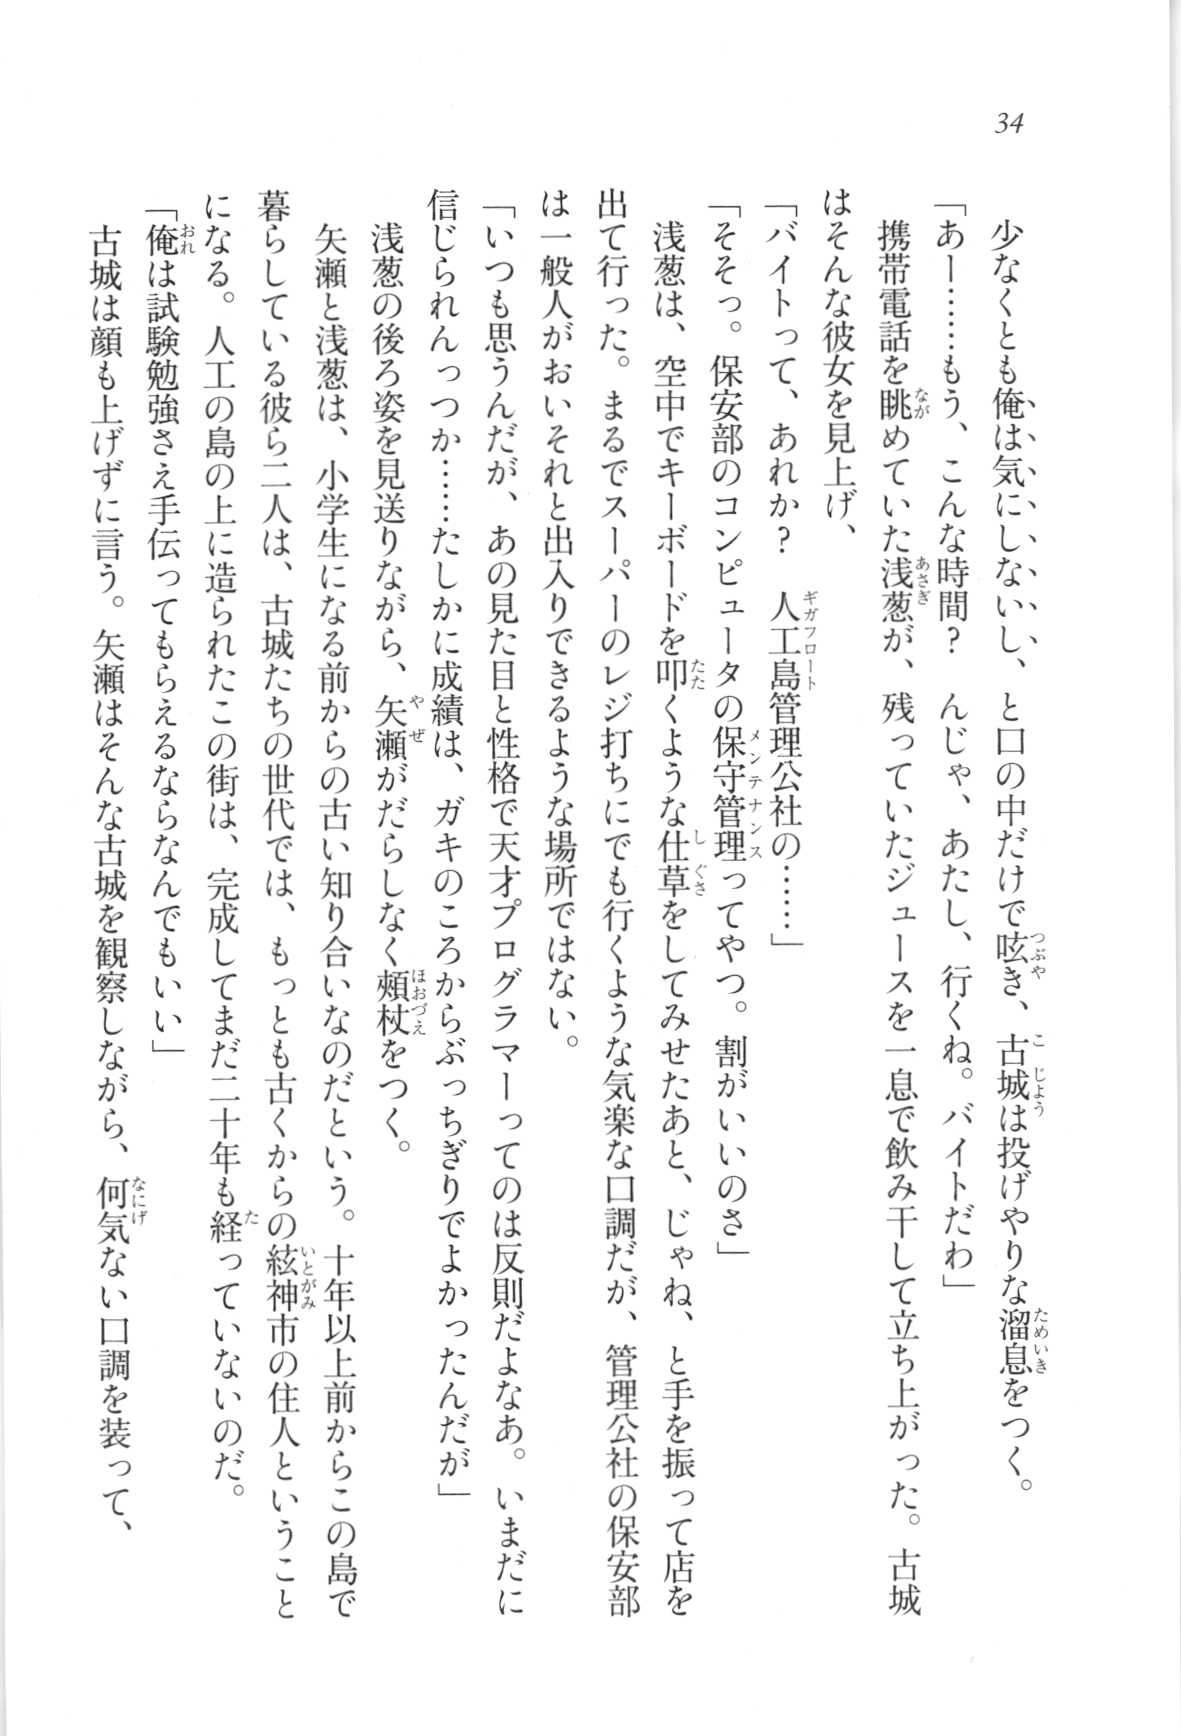 34
　少なくとも俺は気にしないし、と口の中だけで呟き、古城は投げやりな溜息をつく。
「あー……もう、こんな時間？　んじゃ、あたし、行くね。バイトだわ」
　携帯電話を眺めていた浅葱が、残っていたジュースを一息で飲み干して立ち上がった。古城
はそんな彼女を見上げ、
「バイトって、あれか？　人工島管理公社の……」
「そそっ。保安部のコンピュータの保守管理ってやつ。割がいいのさ」
　浅葱は、空中でキーボードを叩くような仕草をしてみせたあと、じゃね、と手を振って店を
出て行った。まるでスーパーのレジ打ちにでも行くような気楽な口調だが、管理公社の保安部
は一般人がおいそれと出入りできるような場所ではない。
「いつも思うんだが、あの見た目と性格で天才プログラマーってのは反則だよなあ。いまだに
信じられんっつか……たしかに成績は、ガキのころからぶっちぎりでよかったんだが」
　浅葱の後ろ姿を見送りながら、矢瀬がだらしなく頰杖をつく。
　矢瀬と浅葱は、小学生になる前からの古い知り合いなのだという。十年以上前からこの島で
暮らしている彼ら二人は、古城たちの世代では、もっとも古くからの絃神市の住人ということ
になる。人工の島の上に造られたこの街は、完成してまだ二十年も経っていないのだ。
「俺は試験勉強さえ手伝ってもらえるならなんでもいい」
　古城は顔も上げずに言う。矢瀬はそんな古城を観察しながら、何気ない口調を装って、